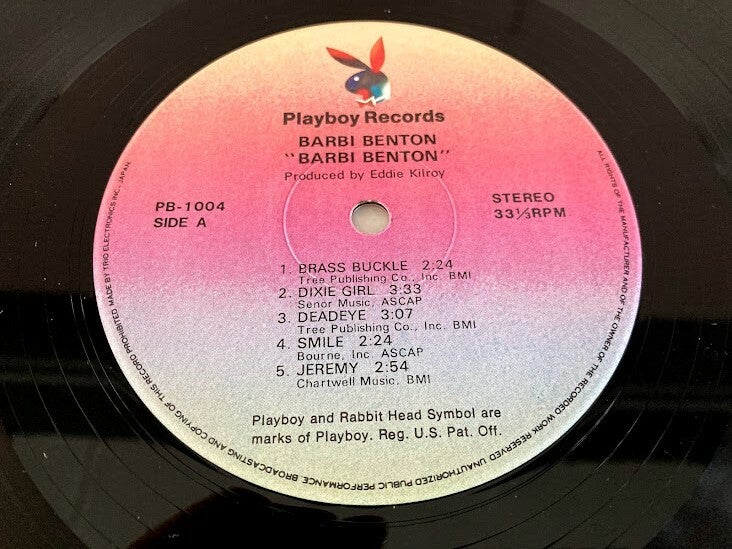 Playboy Records
BARBI BENTON
"BARBI BENTON"
Produced by Eddie Kilroy
PB-1004
SIDE A
STEREO
33⅓RPM
1. BRASS BUCKLE 2:24
Tree Publishing Co., Inc. BMI
2. DIXIE GIRL 3:33
Senor Music, ASCAP
3. DEADEYE 3:07
Tree Publishing Co., Inc. BMI
4. SMILE 2:24
Bourne, Inc. ASCAP
5. JEREMY 2:54
Chartwell Music, BMI
Playboy and Rabbit Head Symbol are
marks of Playboy. Reg. U.S. Pat. Off.
ALL RIGHTS OF THE MANUFACTURER AND OF THE OWNER OF THE RECORDED WORK RESERVED. UNAUTHORIZED PUBLIC PERFORMANCE, BROADCASTING AND COPYING OF THIS RECORD PROHIBITED. MADE BY TRIO ELECTRONICS INC. JAPAN.